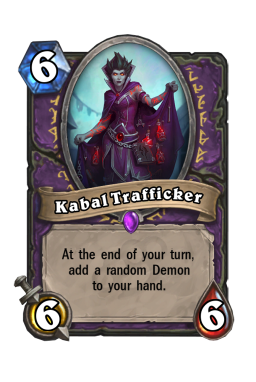 6
Kabal Trafficker
At the end of your turn,
add a random Demon
to your hand.
6
6